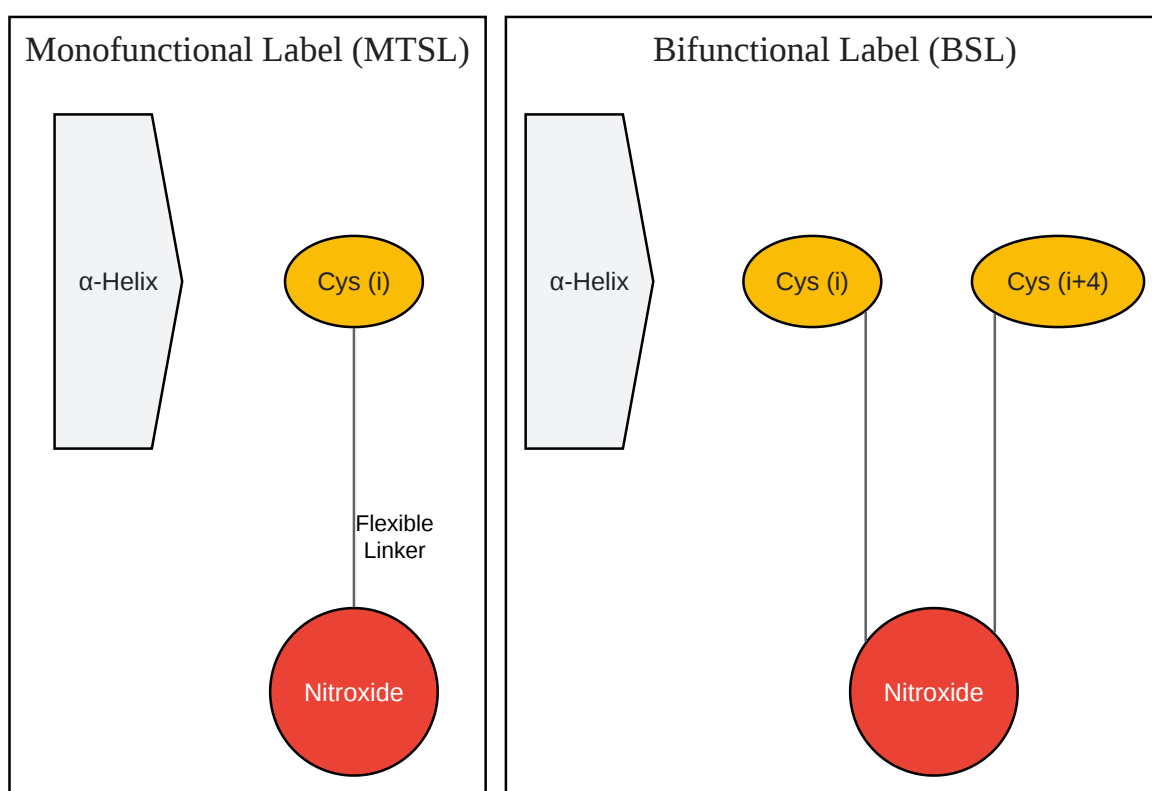 Monofunctional Label (MTSL)
α-Helix
Cys (i)
Flexible
Linker
Nitroxide
Bifunctional Label (BSL)
α-Helix
Cys (i)
Cys (i+4)
Nitroxide